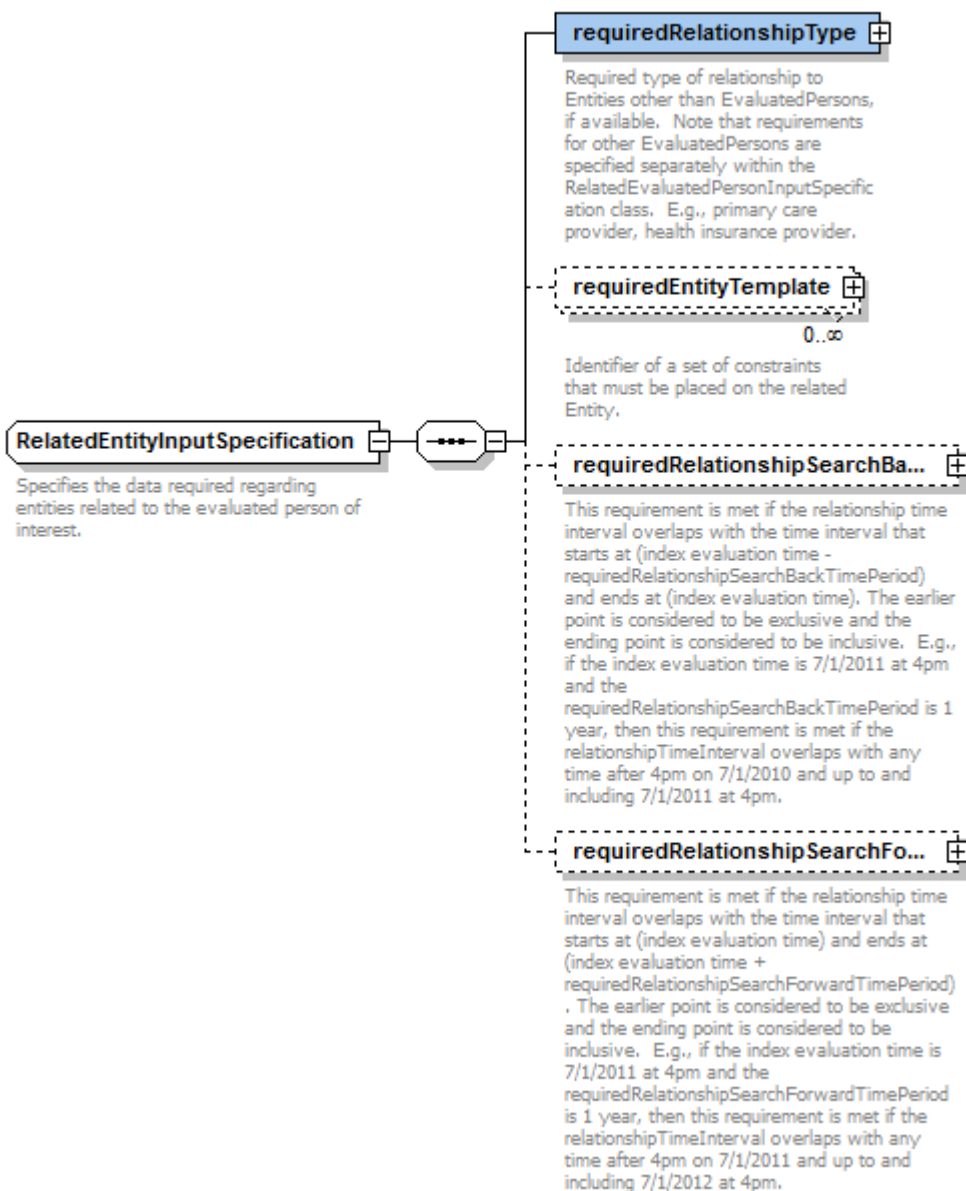 requiredRelationshipType
Required type of relationship to
Entities other than EvaluatedPersons,
if available. Note that requirements
for other EvaluatedPersons are
specified separately within the
RelatedEvaluatedPersonInputSpecific
ation class. E.g., primary care
provider, health insurance provider.
requiredEntityTemplate
0..∞
Identifier of a set of constraints
that must be placed on the related
Entity.
RelatedEntityInputSpecification
Specifies the data required regarding
entities related to the evaluated person of
interest.
requiredRelationshipSearchBa...
This requirement is met if the relationship time
interval overlaps with the time interval that
starts at (index evaluation time -
requiredRelationshipSearchBackTimePeriod)
and ends at (index evaluation time). The earlier
point is considered to be exclusive and the
ending point is considered to be inclusive. E.g.,
if the index evaluation time is 7/1/2011 at 4pm
and the
requiredRelationshipSearchBackTimePeriod is 1
year, then this requirement is met if the
relationshipTimeInterval overlaps with any
time after 4pm on 7/1/2010 and up to and
including 7/1/2011 at 4pm.
requiredRelationshipSearchFo...
This requirement is met if the relationship time
interval overlaps with the time interval that
starts at (index evaluation time) and ends at
(index evaluation time +
requiredRelationshipSearchForwardTimePeriod)
. The earlier point is considered to be exclusive
and the ending point is considered to be
inclusive. E.g., if the index evaluation time is
7/1/2011 at 4pm and the
requiredRelationshipSearchForwardTimePeriod
is 1 year, then this requirement is met if the
relationshipTimeInterval overlaps with any
time after 4pm on 7/1/2011 and up to and
including 7/1/2012 at 4pm.